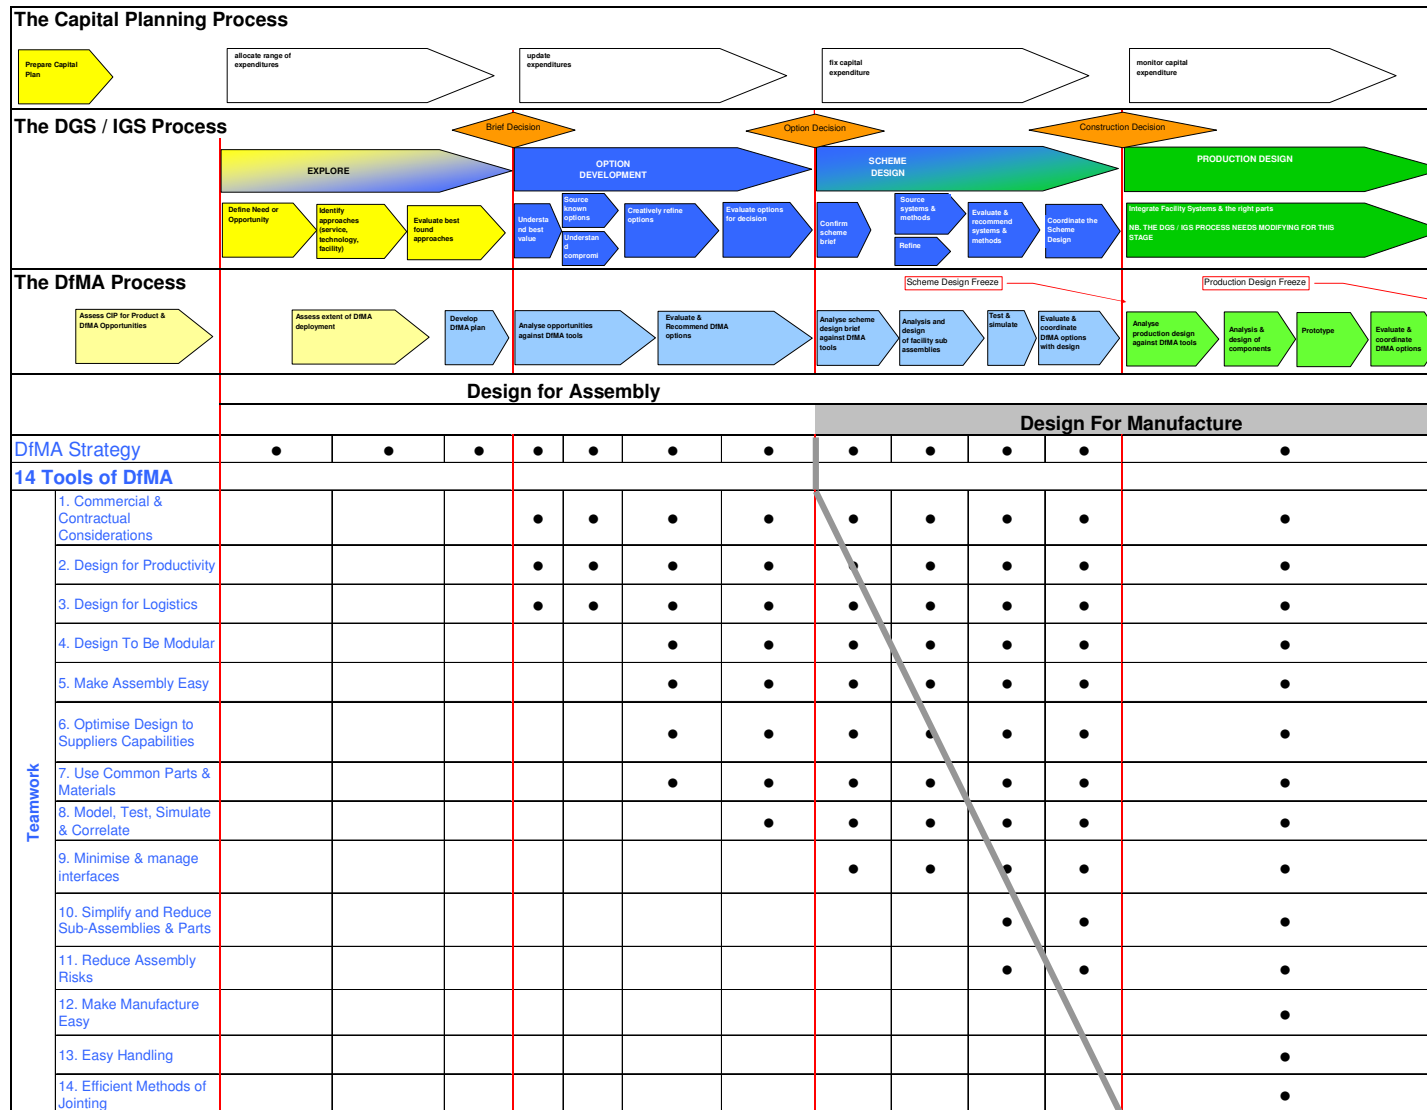 The Capital Planning Process
Prepare Capital
Plan
allocate range of
expenditures
update
expenditures
fix capital
expenditure
monitor capital
expenditure
The DGS / IGS Process
Brief Decision
Option Decision
Construction Decision
EXPLORE
OPTION
DEVELOPMENT
SCHEME
DESIGN
PRODUCTION DESIGN
Define Need or
Opportunity
Identify
approaches
(service,
technology,
facility)
Evaluate best
found
approaches
Understa
nd best
value
Source
known
options
Understan
d
compromi
Creatively refine
options
Evaluate options
for decision
Confirm
scheme
brief
Source
systems &
methods
Refine
Evaluate &
recommend
systems &
methods
Coordinate the
Scheme
Design
Integrate Facility Systems & the right parts
NB. THE DGS / IGS PROCESS NEEDS MODIFYING FOR THIS
STAGE
The DfMA Process
Scheme Design Freeze
Production Design Freeze
Assess CIP for Product &
DfMA Opportunities
Assess extent of DfMA
deployment
Develop
DfMA plan
Analyse opportunities
against DfMA tools
Evaluate &
Recommend DfMA
options
Analyse scheme
design brief
against DfMA
tools
Analysis and
design
of facility sub
assemblies
Test &
simulate
Evaluate &
coordinate
DfMA options
with design
Analyse
production design
against DfMA tools
Analysis &
design of
components
Prototype
Evaluate &
coordinate
DfMA options
Design for Assembly
Design For Manufacture
DfMA Strategy
14 Tools of DfMA
Teamwork
1. Commercial &
Contractual
Considerations
2. Design for Productivity
3. Design for Logistics
4. Design To Be Modular
5. Make Assembly Easy
6. Optimise Design to
Suppliers Capabilities
7. Use Common Parts &
Materials
8. Model, Test, Simulate
& Correlate
9. Minimise & manage
interfaces
10. Simplify and Reduce
Sub-Assemblies & Parts
11. Reduce Assembly
Risks
12. Make Manufacture
Easy
13. Easy Handling
14. Efficient Methods of
Jointing